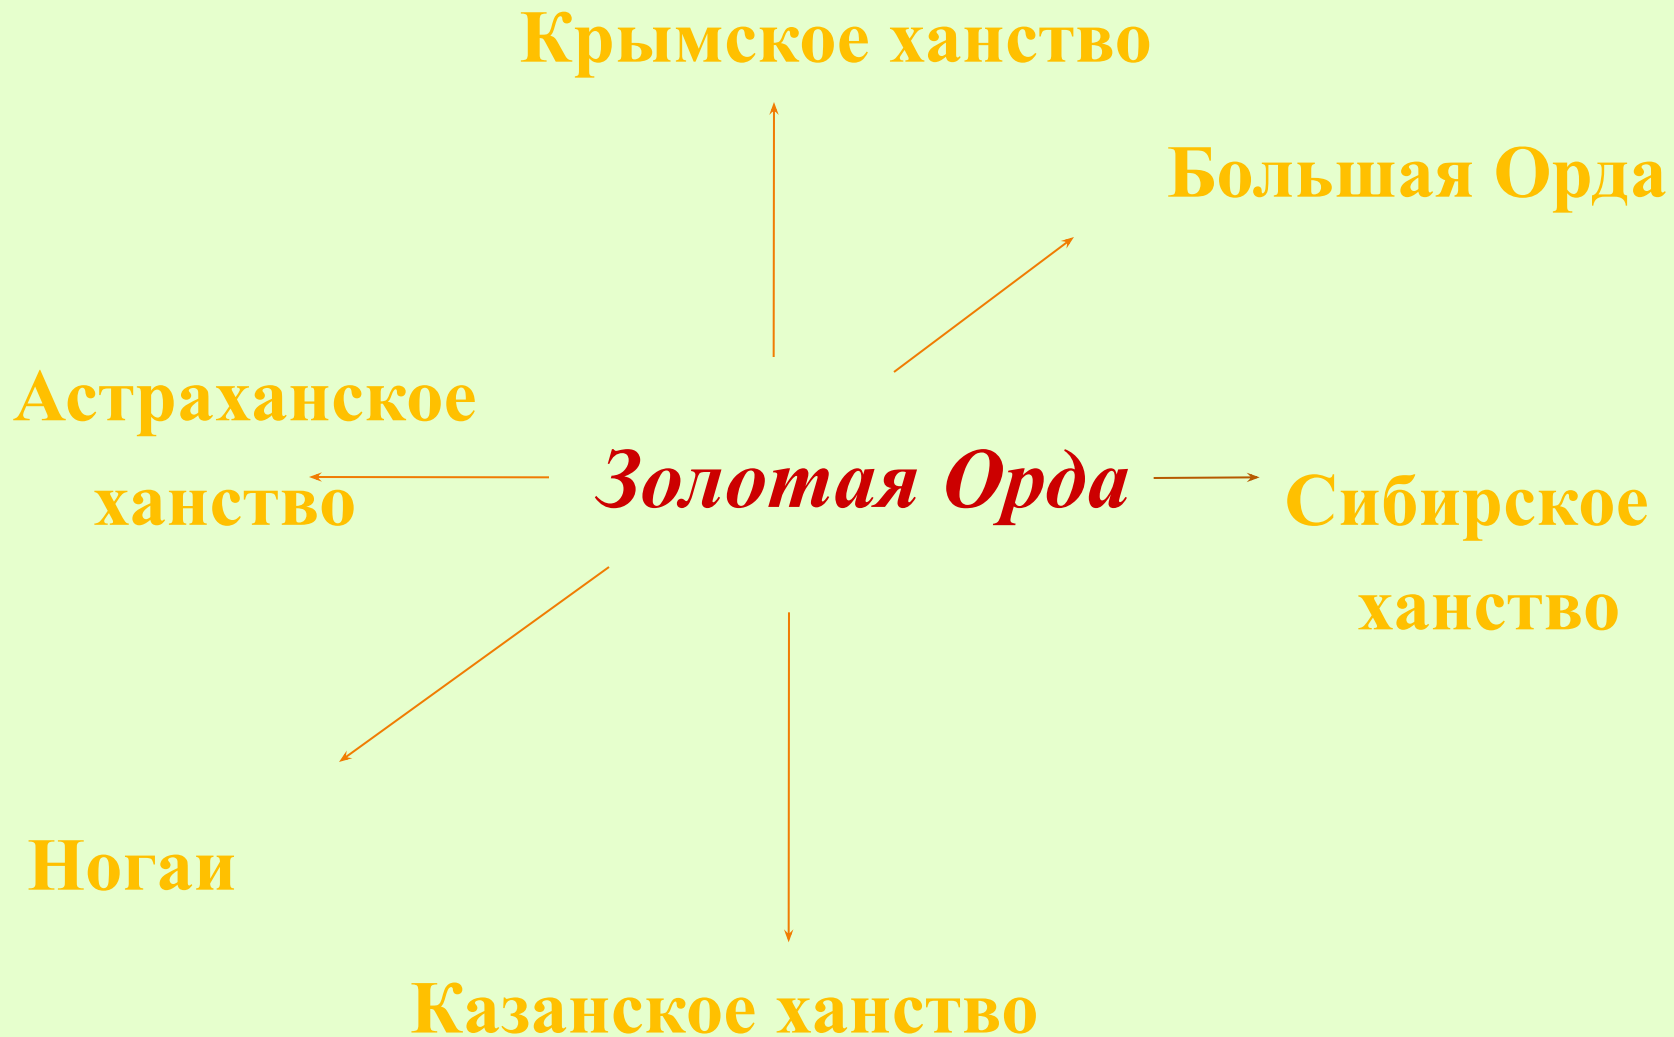 Крымское ханство
Большая Орда
Астраханское
ханство
Золотая Орда
Сибирское
ханство
Ногаи
Казанское ханство